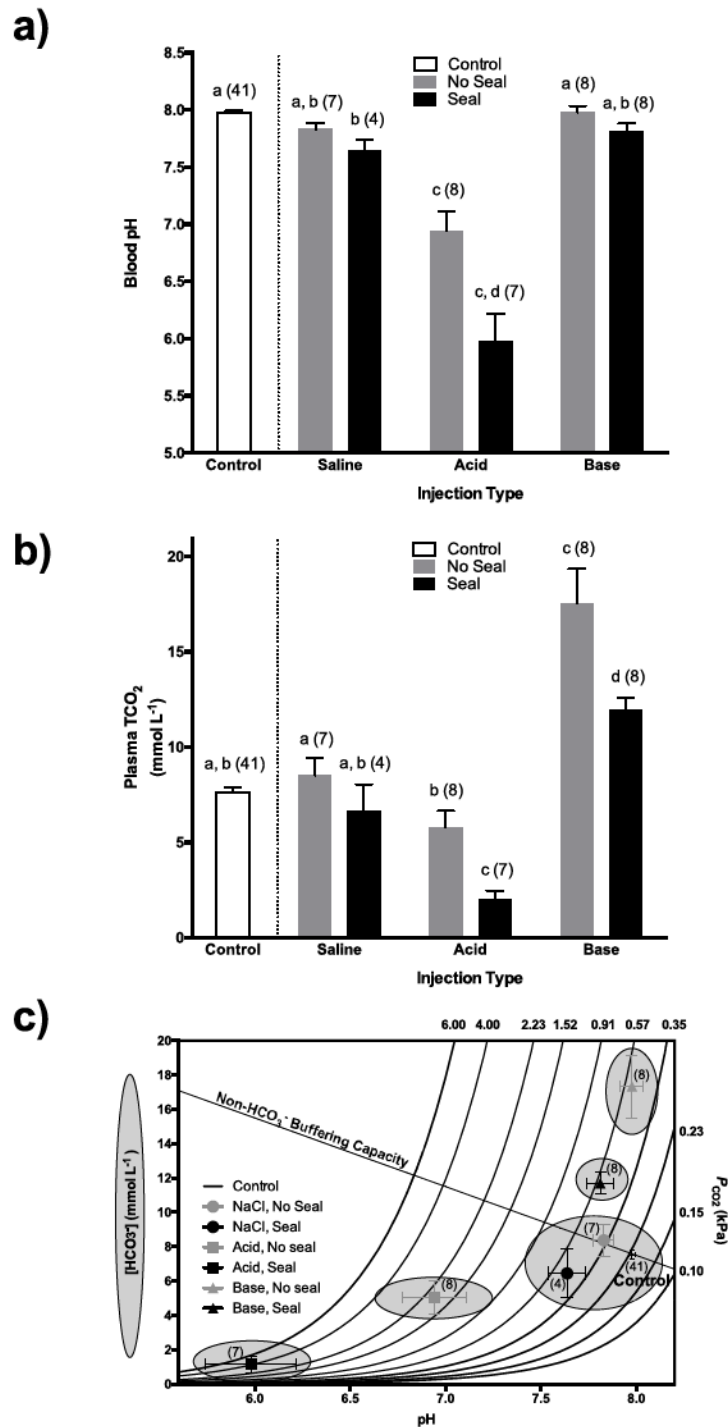 a)
8.5
8.0
7.5
7.0
6.5
6.0
5.5
5.0
Blood pH
Control
No Seal
Seal
a (41)
a, b (7)
b (4)
c (8)
c, d (7)
a (8)
a, b (8)
Control
Saline
Acid
Base
Injection Type
b)
20
15
10
5
0
Plasma TCO2
(mmol L-1)
Control
No Seal
Seal
a, b (41)
a (7)
a, b (4)
b (8)
c (7)
c (8)
d (8)
Control
Saline
Acid
Base
Injection Type
c)
6.00 4.00 2.23 1.52 0.91 0.57 0.35
20
18
16
14
12
10
8
6
4
2
0
[HCO3-] (mmol L-1)
Non-HCO3- Buffering Capacity
Control
NaCl, No Seal
NaCl, Seal
Acid, No seal
Acid, Seal
Base, No seal
Base, Seal
(8)
(8)
(7)
(41)
Control
(4)
(8)
(7)
0.23
0.15
0.10
PCO2 (kPa)
6.0 6.5 7.0 7.5 8.0
pH